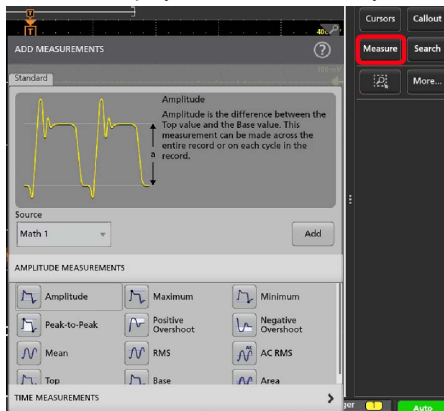 T
T
Cursors
Callout
ADD MEASUREMENTS
?
Measure
Search
Standard
More...
Amplitude
Amplitude is the difference between the
Top value and the Base value. This
measurement can be made across the
entire record or on each cycle in the
record.
a
Source
Math 1
Add
AMPLITUDE MEASUREMENTS
Amplitude
Maximum
Minimum
Peak-to-Peak
Positive
Overshoot
Negative
Overshoot
Mean
RMS
AC RMS
Top
Base
Area
TIME MEASUREMENTS
1
Auto